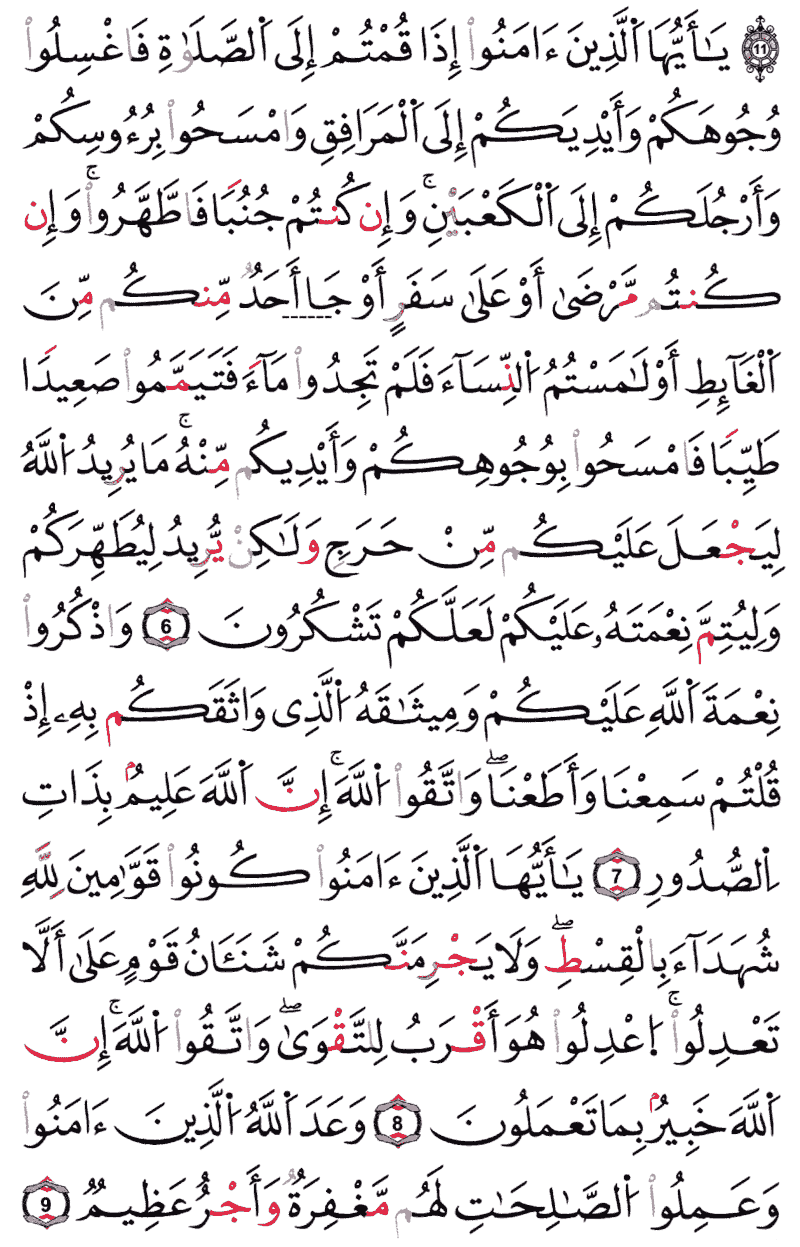 11 يَٰٓأَيُّهَا ٱلَّذِينَ ءَامَنُوٓا۟ إِذَا قُمْتُمْ إِلَى ٱلصَّلَوٰةِ فَٱغْسِلُوا۟
وُجُوهَكُمْ وَأَيْدِيَكُمْ إِلَى ٱلْمَرَافِقِ وَٱمْسَحُوا۟ بِرُءُوسِكُمْ
وَأَرْجُلَكُمْ إِلَى ٱلْكَعْبَيْنِ ۚ وَإِن كُنتُمْ جُنُبًا فَٱطَّهَّرُوا۟ ۚ وَإِن
كُنتُم مَّرْضَىٰ أَوْ عَلَىٰ سَفَرٍ أَوْ جَا أَحَدٌ مِّنكُم مِّنَ
ٱلْغَآئِطِ أَوْ لَٰمَسْتُمُ ٱلنِّسَآءَ فَلَمْ تَجِدُوا۟ مَآءً فَتَيَمَّمُوا۟ صَعِيدًا
طَيِّبًا فَٱمْسَحُوا۟ بِوُجُوهِكُمْ وَأَيْدِيكُم مِّنْهُ ۚ مَا يُرِيدُ ٱللَّهُ
لِيَجْعَلَ عَلَيْكُم مِّنْ حَرَجٍ وَلَٰكِنْ يُّرِيدُ لِيُطَهِّرَكُمْ
وَلِيُتِمَّ نِعْمَتَهُۥ عَلَيْكُمْ لَعَلَّكُمْ تَشْكُرُونَ 6 وَٱذْكُرُوا۟
نِعْمَةَ ٱللَّهِ عَلَيْكُمْ وَمِيثَٰقَهُ ٱلَّذِى وَاثَقَكُم بِهِۦ إِذْ
قُلْتُمْ سَمِعْنَا وَأَطَعْنَا ۖ وَٱتَّقُوا۟ ٱللَّهَ ۚ إِنَّ ٱللَّهَ عَلِيمٌۢ بِذَاتِ
ٱلصُّدُورِ 7 يَٰأَيُّهَا ٱلَّذِينَ ءَامَنُوا۟ كُونُوا۟ قَوَّٰمِينَ لِلَّهِ
شُهَدَآءَ بِٱلْقِسْطِ ۖ وَلَا يَجْرِمَنَّكُمْ شَنَـَٔانُ قَوْمٍ عَلَىٰ أَلَّا
تَعْدِلُوا۟ ۚ ٱعْدِلُوا۟ هُوَ أَقْرَبُ لِلتَّقْوَىٰ ۖ وَٱتَّقُوا۟ ٱللَّهَ ۚ إِنَّ
ٱللَّهَ خَبِيرٌۢ بِمَا تَعْمَلُونَ 8 وَعَدَ ٱللَّهُ ٱلَّذِينَ ءَامَنُوا۟
وَعَمِلُوا۟ ٱلصَّٰلِحَٰتِ لَهُم مَّغْفِرَةٌ وَأَجْرٌ عَظِيمٌ 9